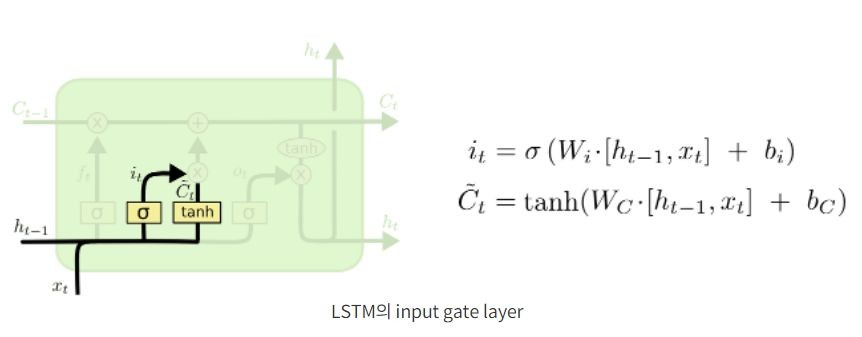 h_t
C_{t-1}
C_t
× +
tanh
f_t i_t × o_t ×
C̃_t
σ σ tanh σ
h_{t-1} h_t
x_t
i_t = σ (W_i·[h_{t-1}, x_t] + b_i)
C̃_t = tanh(W_C·[h_{t-1}, x_t] + b_C)
LSTM의 input gate layer